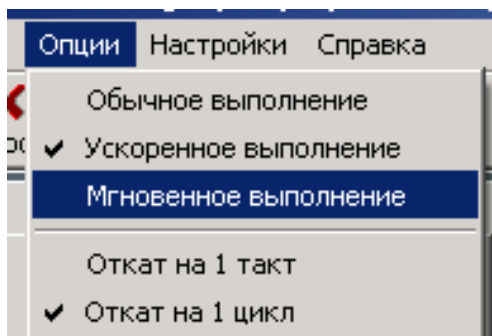 Опции Настройки Справка
Обычное выполнение
Ускоренное выполнение
Мгновенное выполнение
Откат на 1 такт
Откат на 1 цикл